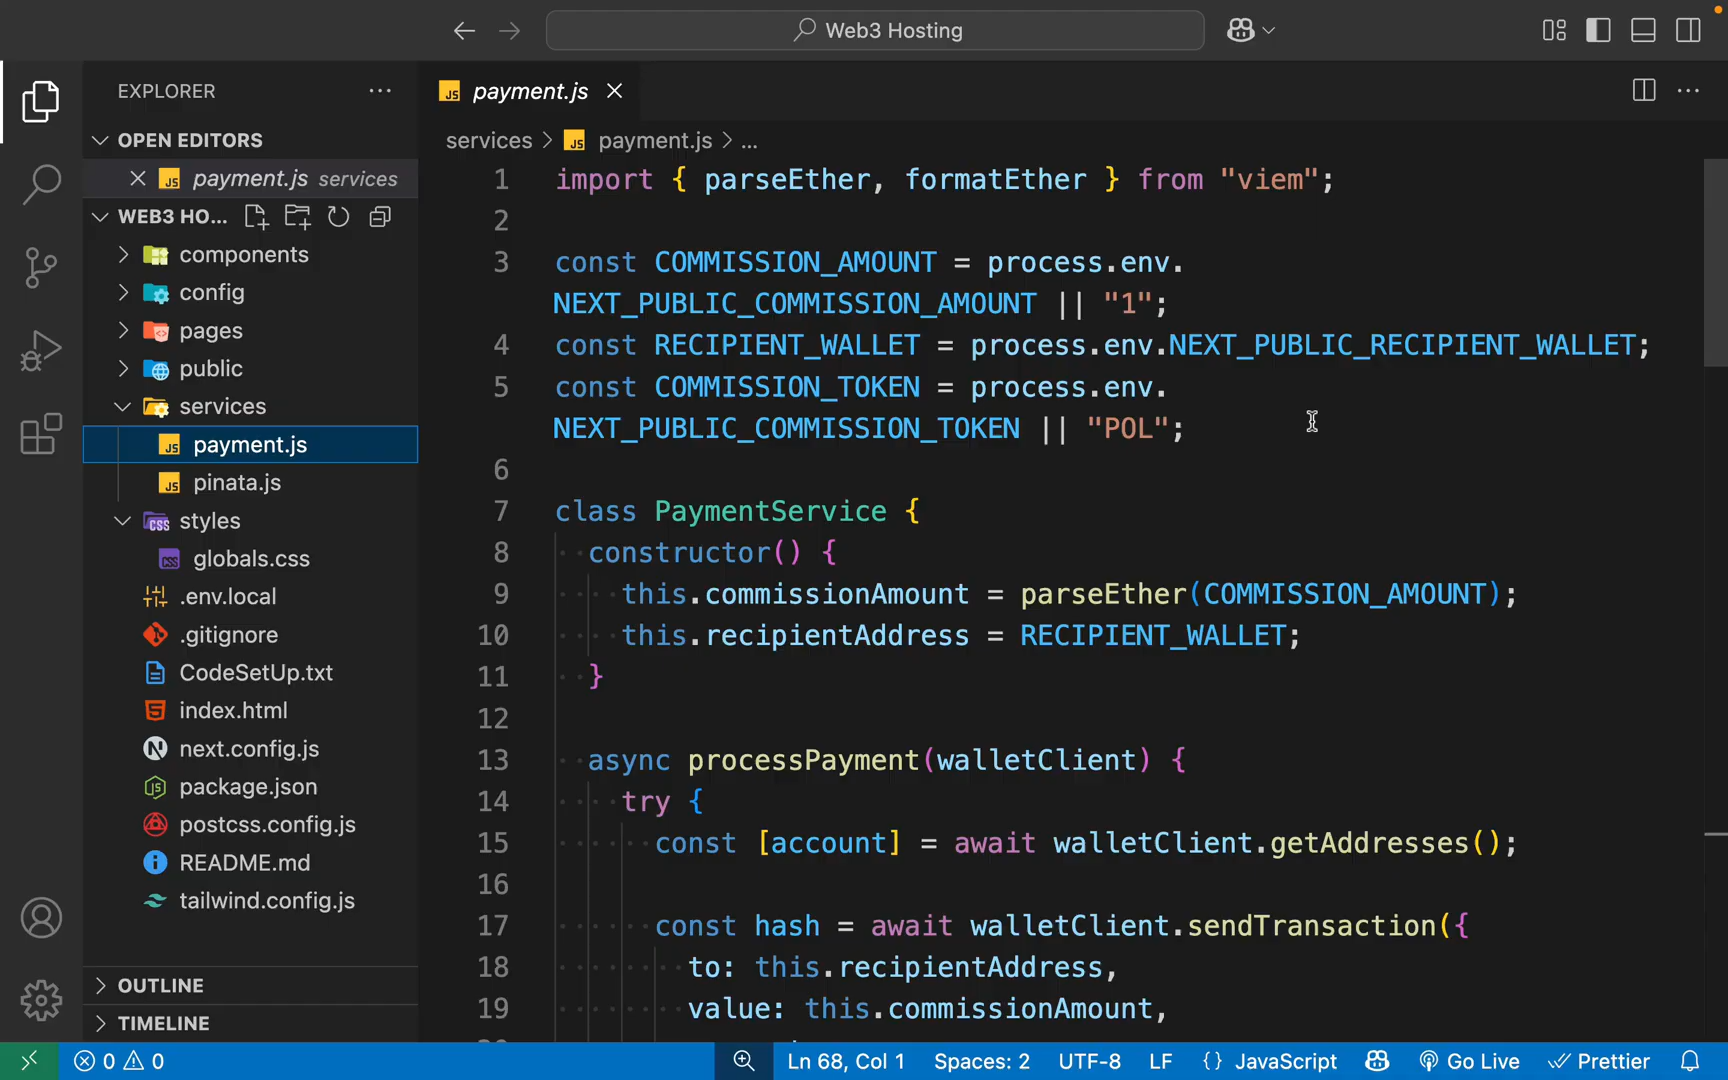 Web3 Hosting
EXPLORER
OPEN EDITORS
payment.js services
WEB3 HO...
components
config
pages
public
services
payment.js
pinata.js
styles
globals.css
.env.local
.gitignore
CodeSetUp.txt
index.html
next.config.js
package.json
postcss.config.js
README.md
tailwind.config.js
OUTLINE
TIMELINE
payment.js
services > payment.js > ...
1 import { parseEther, formatEther } from "viem";
2
3 const COMMISSION_AMOUNT = process.env.
NEXT_PUBLIC_COMMISSION_AMOUNT || "1";
4 const RECIPIENT_WALLET = process.env.NEXT_PUBLIC_RECIPIENT_WALLET;
5 const COMMISSION_TOKEN = process.env.
NEXT_PUBLIC_COMMISSION_TOKEN || "POL";
6
7 class PaymentService {
8 constructor() {
9 this.commissionAmount = parseEther(COMMISSION_AMOUNT);
10 this.recipientAddress = RECIPIENT_WALLET;
11 }
12
13 async processPayment(walletClient) {
14 try {
15 const [account] = await walletClient.getAddresses();
16
17 const hash = await walletClient.sendTransaction({
18 to: this.recipientAddress,
19 value: this.commissionAmount,
0 0 Ln 68, Col 1 Spaces: 2 UTF-8 LF {} JavaScript Go Live Prettier